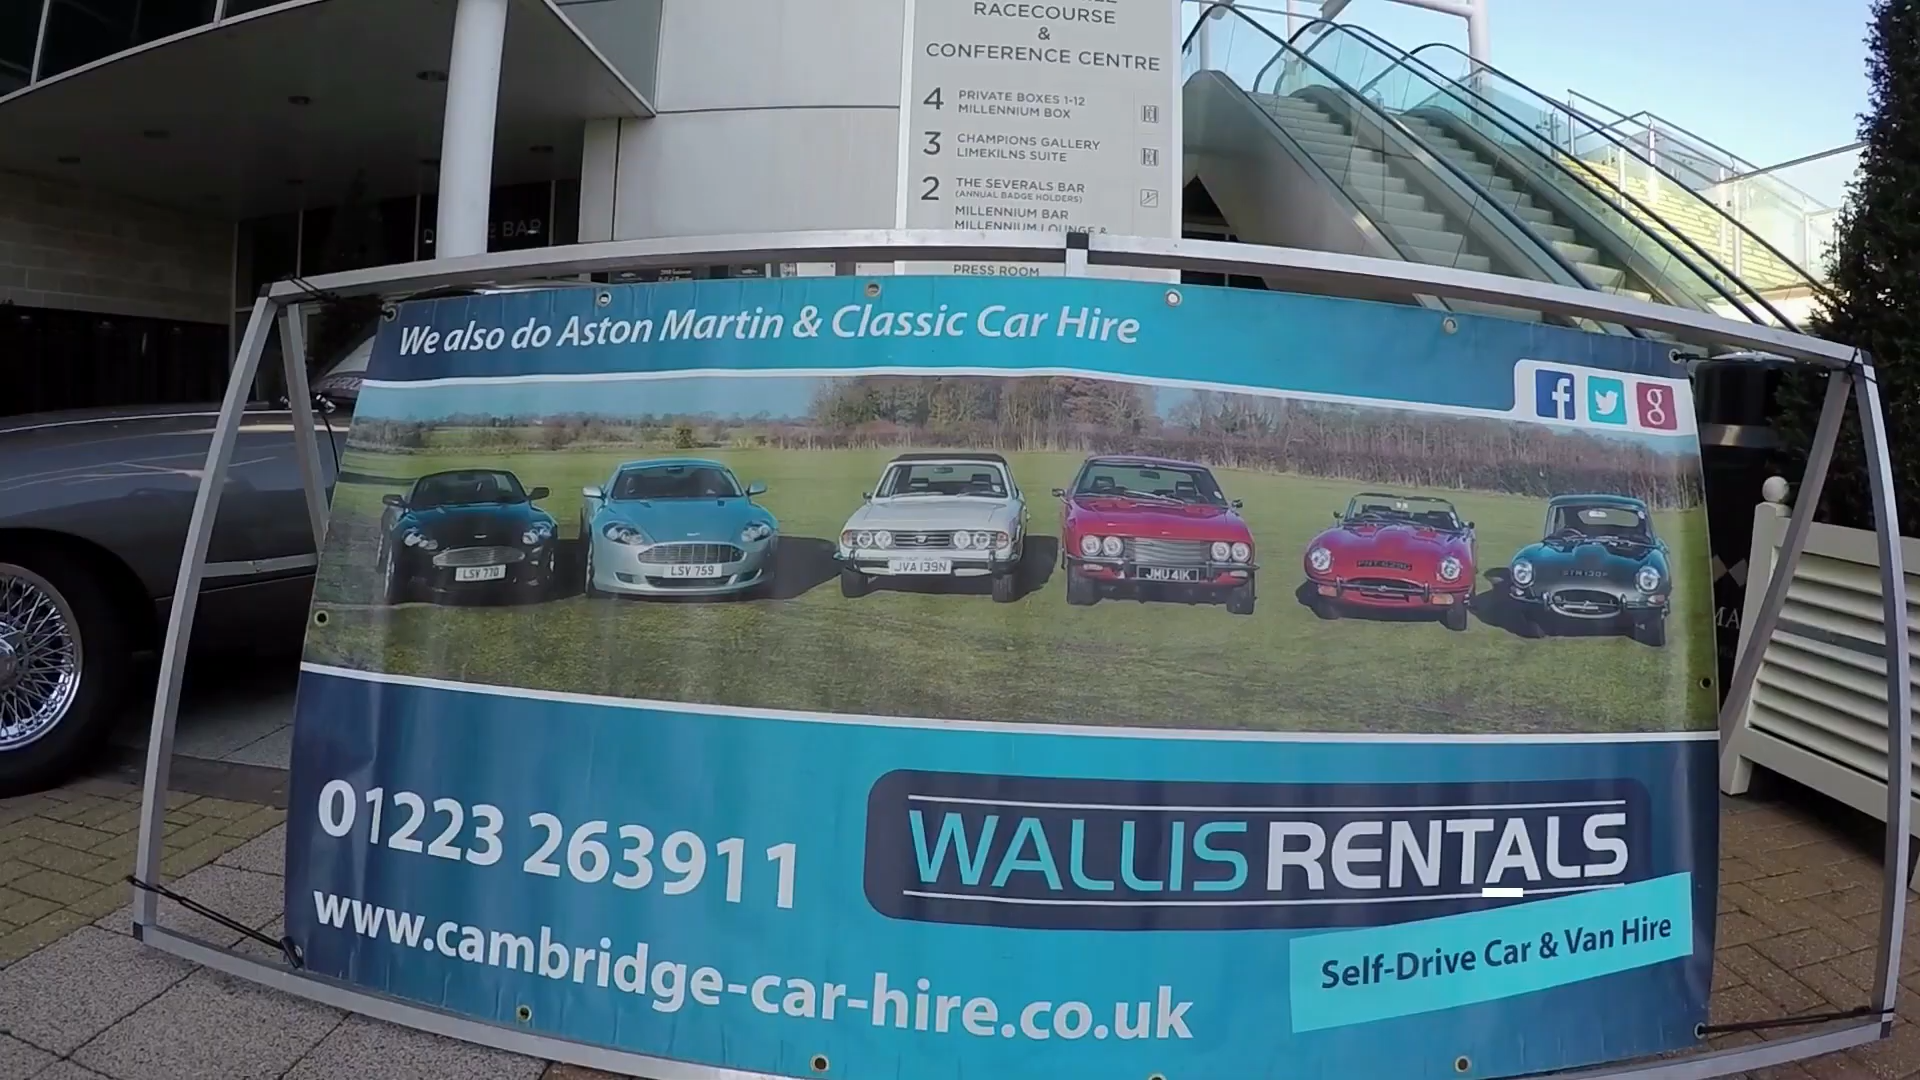 RACECOURSE
&
CONFERENCE CENTRE
4 PRIVATE BOXES 1-12
MILLENNIUM BOX
3 CHAMPIONS GALLERY
LIMEKILNS SUITE
2 THE SEVERALS BAR
(ANNUAL BADGE HOLDERS)
MILLENNIUM BAR
MILLENNIUM LOUNGE &
PRESS ROOM
BAR
We also do Aston Martin & Classic Car Hire
f
g
LSV 770
LSV 759
JVA 139N
JMU 41K
01223 263911
WALLIS RENTALS
www.cambridge-car-hire.co.uk
Self-Drive Car & Van Hire